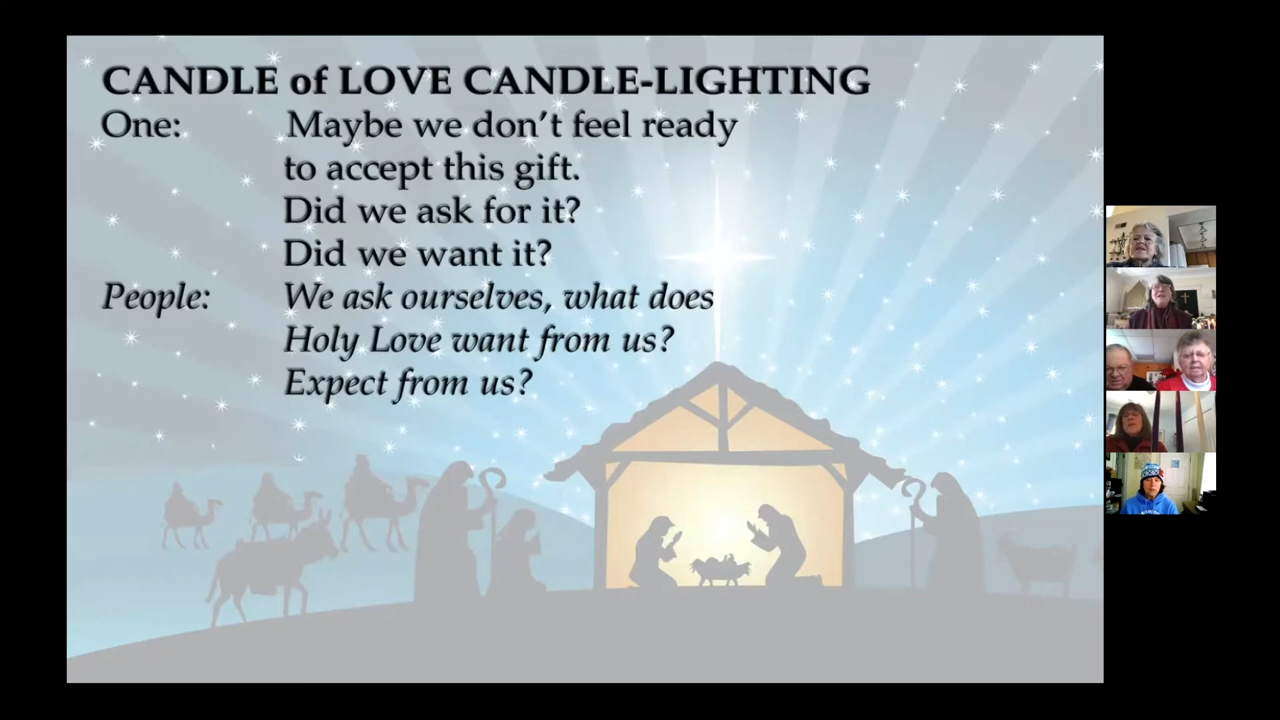 CANDLE of LOVE CANDLE-LIGHTING
One: Maybe we don't feel ready
to accept this gift.
Did we ask for it?
Did we want it?
People: We ask ourselves, what does
Holy Love want from us?
Expect from us?